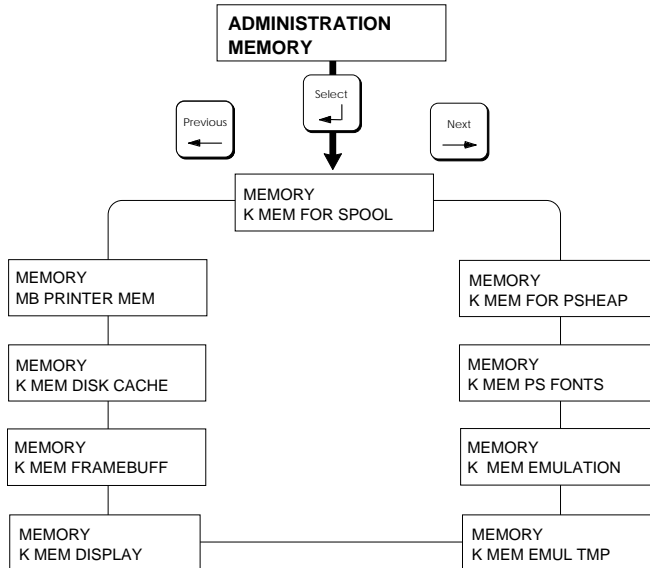 ADMINISTRATION
MEMORY
Select
Previous
Next
MEMORY
K MEM FOR SPOOL
MEMORY
MB PRINTER MEM
MEMORY
K MEM FOR PSHEAP
MEMORY
K MEM DISK CACHE
MEMORY
K MEM PS FONTS
MEMORY
K MEM FRAMEBUFF
MEMORY
K MEM EMULATION
MEMORY
K MEM DISPLAY
MEMORY
K MEM EMUL TMP